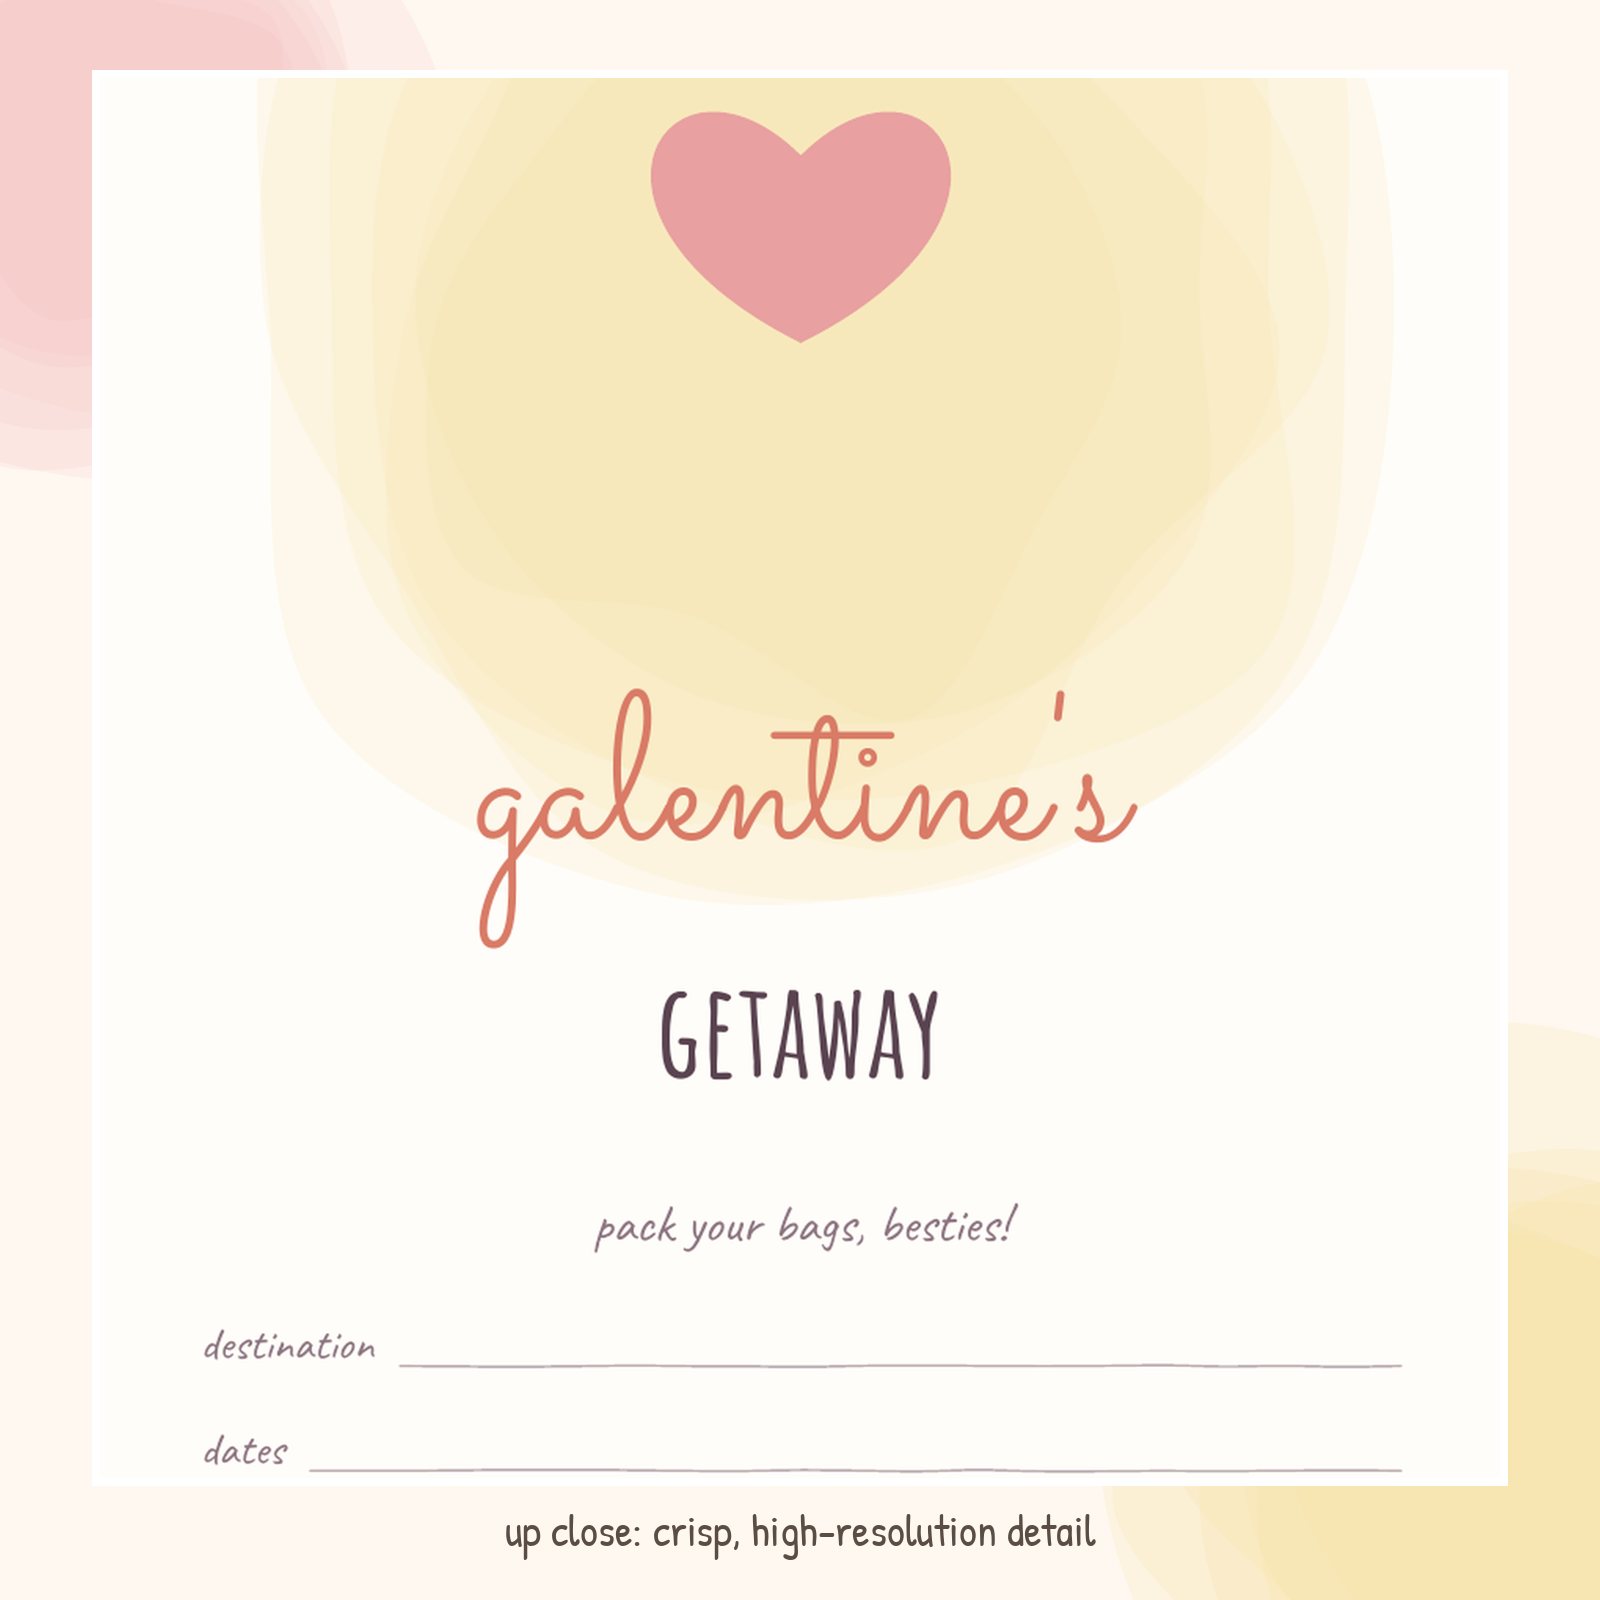 galentine's
GETAWAY
pack your bags, besties!
destination
dates
up close: crisp, high-resolution detail